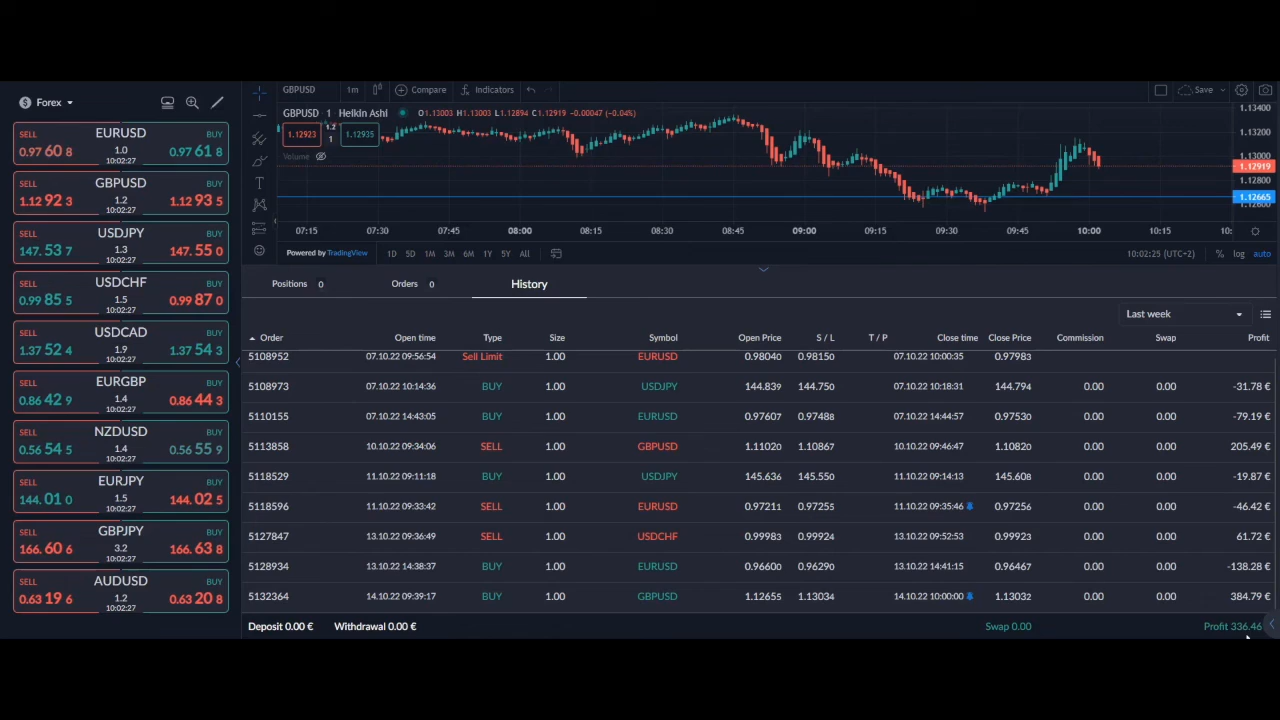 Forex
SELL EURUSD BUY
0.97 60 8 1.0 0.97 61 8
10:02:27
SELL GBPUSD BUY
1.12 92 3 1.2 1.12 93 5
10:02:27
SELL USDJPY BUY
147. 53 7 1.3 147. 55 0
10:02:27
SELL USDCHF BUY
0.99 85 5 1.5 0.99 87 0
10:02:27
SELL USDCAD BUY
1.37 52 4 1.9 1.37 54 3
10:02:27
SELL EURGBP BUY
0.86 42 9 1.4 0.86 44 3
10:02:27
SELL NZDUSD BUY
0.56 54 5 1.4 0.56 55 9
10:02:27
SELL EURJPY BUY
144. 01 0 1.5 144. 02 5
10:02:27
SELL GBPJPY BUY
166. 60 6 3.2 166. 63 8
10:02:27
SELL AUDUSD BUY
0.63 19 6 1.2 0.63 20 8
10:02:27
GBPUSD 1m Compare Indicators Save
GBPUSD 1 Heikin Ashi O1.13003 H1.13003 L1.12894 C1.12919 -0.00047 (-0.04%)
1.12923 1.2 1 1.12935
Volume
1.13400
1.13200
1.13000
1.12919
1.12800
1.12665
07:15 07:30 07:45 08:00 08:15 08:30 08:45 09:00 09:15 09:30 09:45 10:00 10:15
Powered by TradingView 1D 5D 1M 3M 6M 1Y 5Y All 10:02:25 (UTC+2) % log auto
Positions 0 Orders 0 History
Last week
Order Open time Type Size Symbol Open Price S / L T / P Close time Close Price Commission Swap Profit
5108952 07.10.22 09:56:54 Sell Limit 1.00 EURUSD 0.98040 0.98150 07.10.22 10:00:35 0.97983
5108973 07.10.22 10:14:36 BUY 1.00 USDJPY 144.839 144.750 07.10.22 10:18:31 144.794 0.00 0.00 -31.78 €
5110155 07.10.22 14:43:05 BUY 1.00 EURUSD 0.97607 0.97488 07.10.22 14:44:57 0.97530 0.00 0.00 -79.19 €
5113858 10.10.22 09:34:06 SELL 1.00 GBPUSD 1.11020 1.10867 10.10.22 09:46:47 1.10820 0.00 0.00 205.49 €
5118529 11.10.22 09:11:18 BUY 1.00 USDJPY 145.636 145.550 11.10.22 09:14:13 145.608 0.00 0.00 -19.87 €
5118596 11.10.22 09:33:42 SELL 1.00 EURUSD 0.97211 0.97255 11.10.22 09:35:46 0.97256 0.00 0.00 -46.42 €
5127847 13.10.22 09:36:49 SELL 1.00 USDCHF 0.99983 0.99924 13.10.22 09:52:53 0.99923 0.00 0.00 61.72 €
5128934 13.10.22 14:38:37 BUY 1.00 EURUSD 0.96600 0.96290 13.10.22 14:41:15 0.96467 0.00 0.00 -138.28 €
5132364 14.10.22 09:39:17 BUY 1.00 GBPUSD 1.12655 1.13034 14.10.22 10:00:00 1.13032 0.00 0.00 384.79 €
Deposit 0.00 € Withdrawal 0.00 € Swap 0.00 Profit 336.46